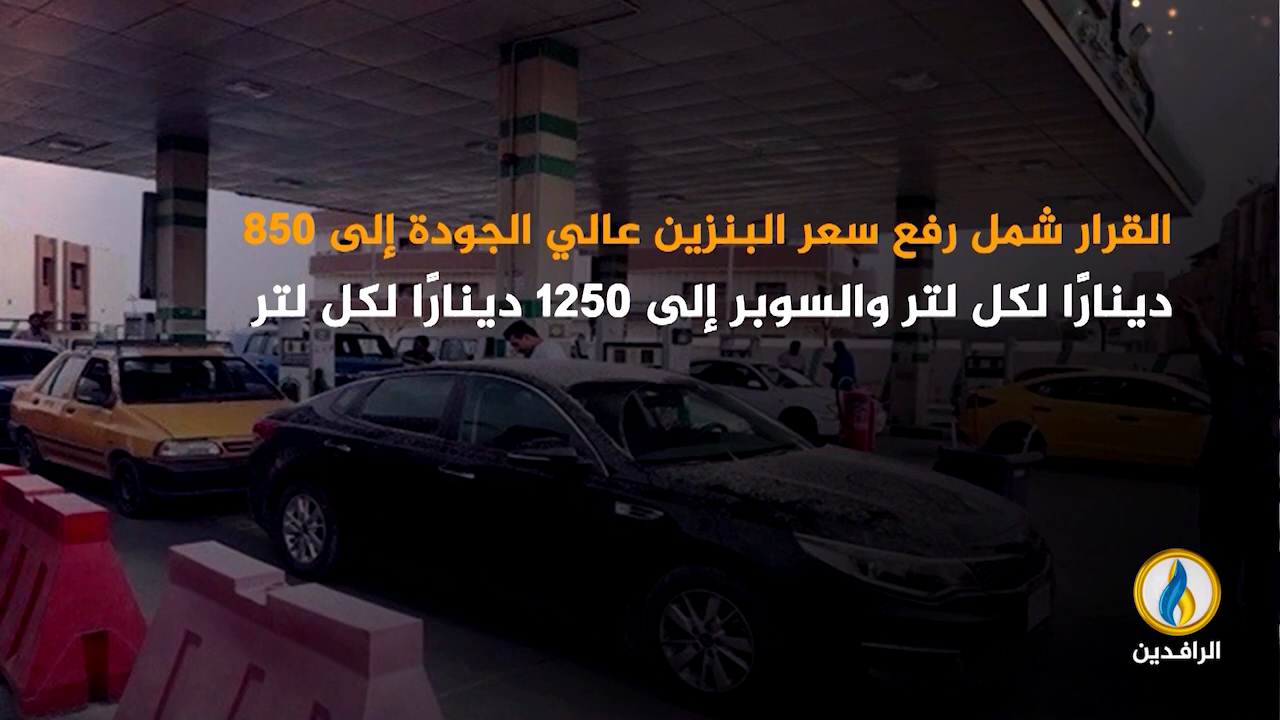 القرار شمل رفع سعر البنزين عالي الجودة إلى 850
دينارًا لكل لتر والسوبر إلى 1250 دينارًا لكل لتر
الرافدين